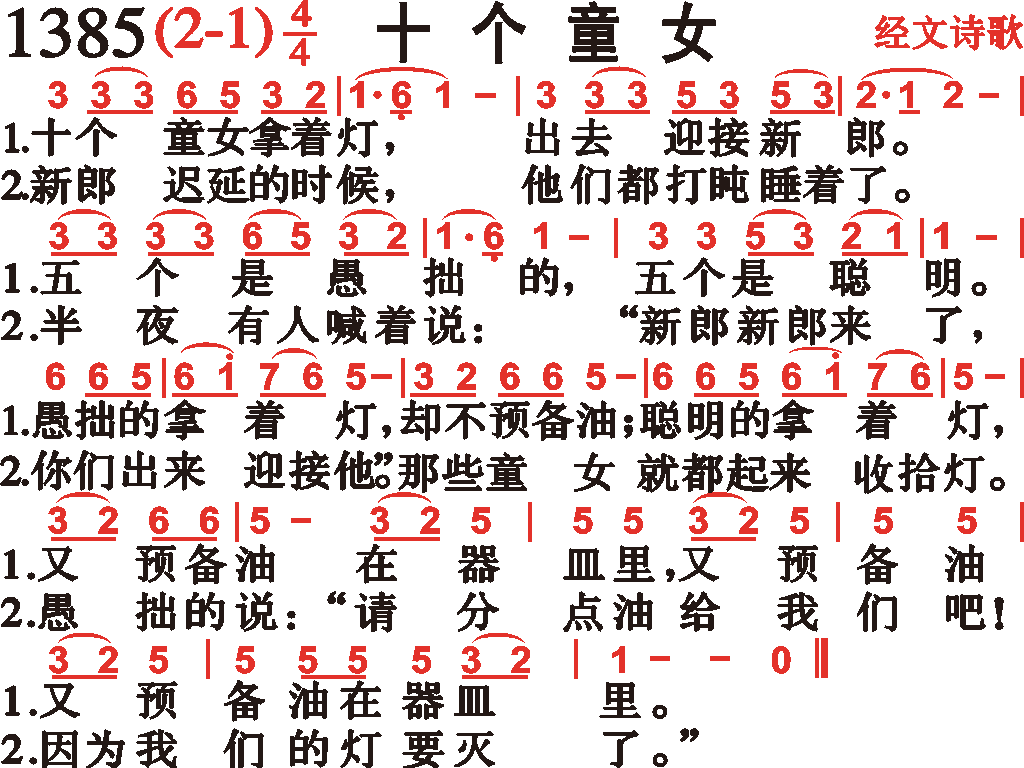 1385(2-1) 4/4 十个童女 经文诗歌
3 3 3 6 5 3 2 | 1·6 1 - | 3 3 3 5 3 5 3 | 2·1 2 - |
1.十个 童女拿着灯， 出去 迎接新 郎。
2.新郎 迟延的时候， 他们都打盹睡着了。
3 3 3 3 6 5 3 2 | 1·6 1 - | 3 3 5 3 2 1 | 1 - |
1.五 个 是 愚 拙 的，五个是 聪 明。
2.半 夜 有人喊着说：“新郎新郎来 了，
6 6 5 | 6 1 7 6 5 - | 3 2 6 6 5 - | 6 6 5 6 1 7 6 | 5 - |
1.愚拙的拿 着 灯，却不预备油；聪明的拿 着 灯，
2.你们出来 迎接他。”那些童 女 就都起来 收拾灯。
3 2 6 6 | 5 - 3 2 5 | 5 5 3 2 5 | 5 5 |
1.又 预备油 在 器 皿里，又 预 备 油
2.愚 拙的说：“请 分 点油给 我 们 吧！
3 2 5 | 5 5 5 5 3 2 | 1 - - 0 ‖
1.又 预 备 油在 器皿 里。
2.因为我 们 的灯 要灭 了。”